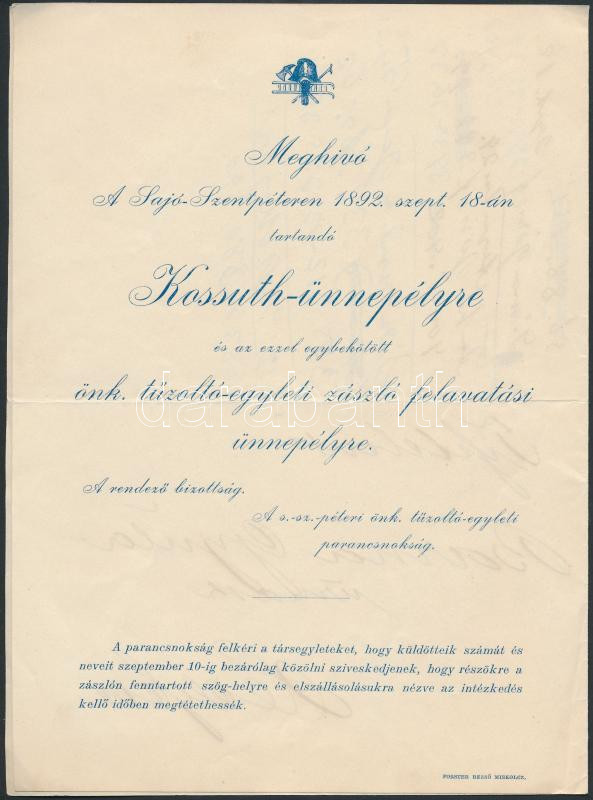 Meghivó
A Sajó-Szentpéteren 1892. szept. 18-án
tartandó
Kossuth-ünnepélyre
és az ezzel egybekötött
önk. tüzoltó-egyleti zászló felavatási
darabanth.com
ünnepélyre.
A rendező bizottság.
A s.-sz.-péteri önk. tüzoltó-egyleti
parancsnokság.
A parancsnokság felkéri a társegyleteket, hogy küldötteik számát és
neveit szeptember 10-ig bezárólag közölni sziveskedjenek, hogy részökre a
zászlón fenntartott szög-helyre és elszállásolásukra nézve az intézkedés
kellő időben megtétethessék.
FORSTER REZSŐ MISKOLCZ.